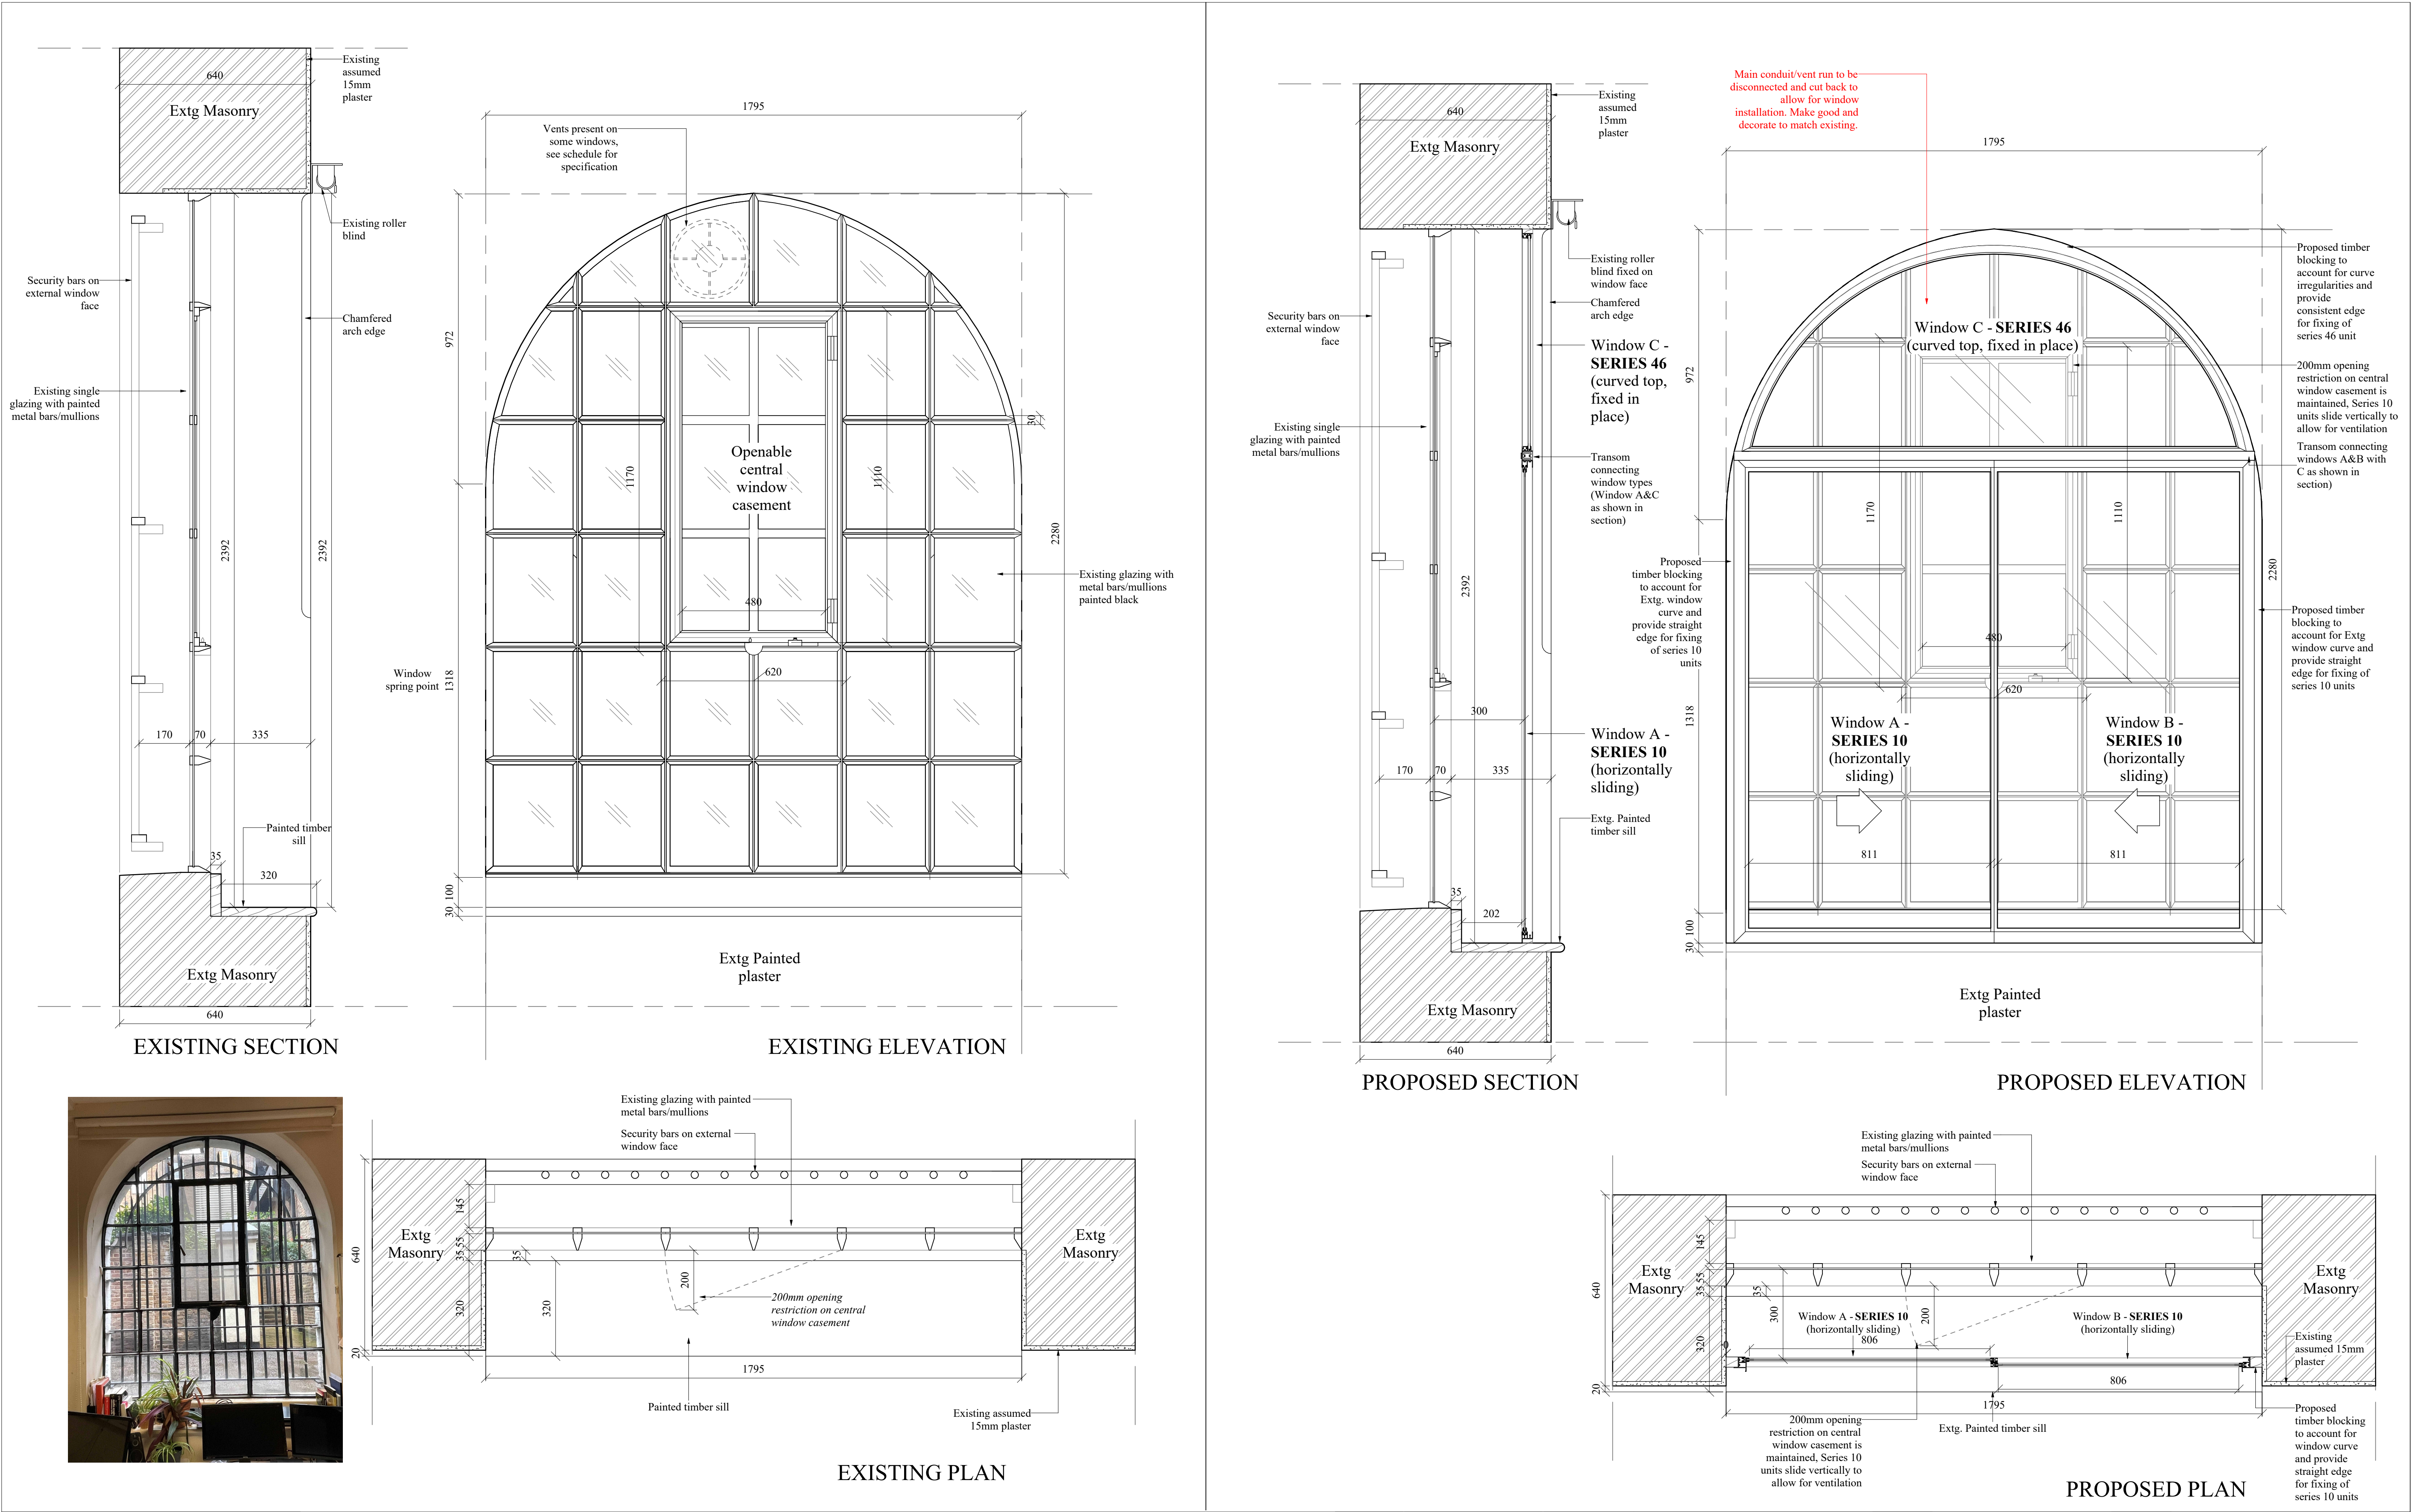 640
Extg Masonry
Existing
assumed
15mm
plaster
Existing roller
blind
Security bars on
external window
face
Chamfered
arch edge
Existing single
glazing with painted
metal bars/mullions
2392
2392
170
70
335
Painted timber
sill
35
320
Extg Masonry
640
EXISTING SECTION
1795
Vents present on
some windows,
see schedule for
specification
972
30
Openable
central
window
casement
1170
1110
2280
Existing glazing with
metal bars/mullions
painted black
480
620
Window
spring point
1318
100
30
Extg Painted
plaster
EXISTING ELEVATION
Existing glazing with painted
metal bars/mullions
Security bars on external
window face
Extg
Masonry
Extg
Masonry
640
145
55
35
35
320
320
20
200
200mm opening
restriction on central
window casement
1795
Painted timber sill
Existing assumed
15mm plaster
EXISTING PLAN
640
Extg Masonry
Existing
assumed
15mm
plaster
Existing roller
blind fixed on
window face
Chamfered
arch edge
Security bars on
external window
face
Window C -
SERIES 46
(curved top,
fixed in
place)
Existing single
glazing with painted
metal bars/mullions
Transom
connecting
window types
(Window A&C
as shown in
section)
2392
300
Window A -
SERIES 10
(horizontally
sliding)
170
70
335
Extg. Painted
timber sill
35
202
Extg Masonry
640
PROPOSED SECTION
Main conduit/vent run to be
disconnected and cut back to
allow for window
installation. Make good and
decorate to match existing.
1795
Proposed timber
blocking to
account for curve
irregularities and
provide
consistent edge
for fixing of
series 46 unit
Window C - SERIES 46
(curved top, fixed in place)
200mm opening
restriction on central
window casement is
maintained, Series 10
units slide vertically to
allow for ventilation
972
Transom connecting
windows A&B with
C as shown in
section)
1170
1110
2280
Proposed
timber blocking
to account for
Extg. window
curve and
provide straight
edge for fixing
of series 10
units
Proposed timber
blocking to
account for Extg
window curve and
provide straight
edge for fixing of
series 10 units
480
620
1318
Window A -
SERIES 10
(horizontally
sliding)
Window B -
SERIES 10
(horizontally
sliding)
811
811
100
30
Extg Painted
plaster
PROPOSED ELEVATION
Existing glazing with painted
metal bars/mullions
Security bars on external
window face
Extg
Masonry
Extg
Masonry
640
145
55
35
35
320
20
300
200
Window A - SERIES 10
(horizontally sliding)
806
Window B - SERIES 10
(horizontally sliding)
806
Existing
assumed 15mm
plaster
1795
200mm opening
restriction on central
window casement is
maintained, Series 10
units slide vertically to
allow for ventilation
Extg. Painted timber sill
Proposed
timber blocking
to account for
window curve
and provide
straight edge
for fixing of
series 10 units
PROPOSED PLAN